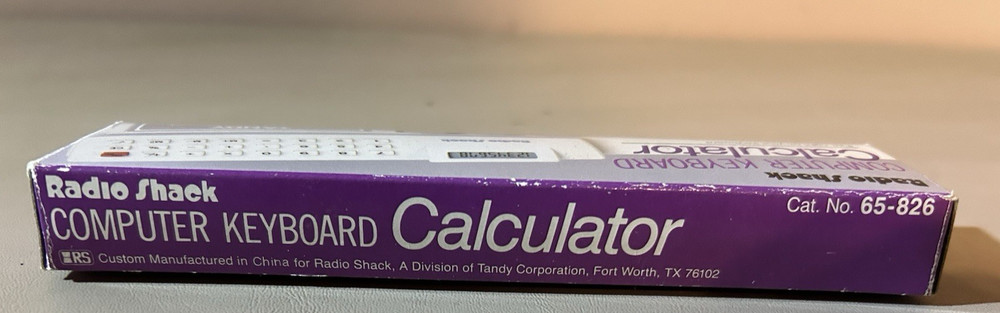 Radio Shack
COMPUTER KEYBOARD Calculator
Cat. No. 65-826
RS Custom Manufactured in China for Radio Shack, A Division of Tandy Corporation, Fort Worth, TX 76102
Radio Shack
COMPUTER KEYBOARD
Calculator